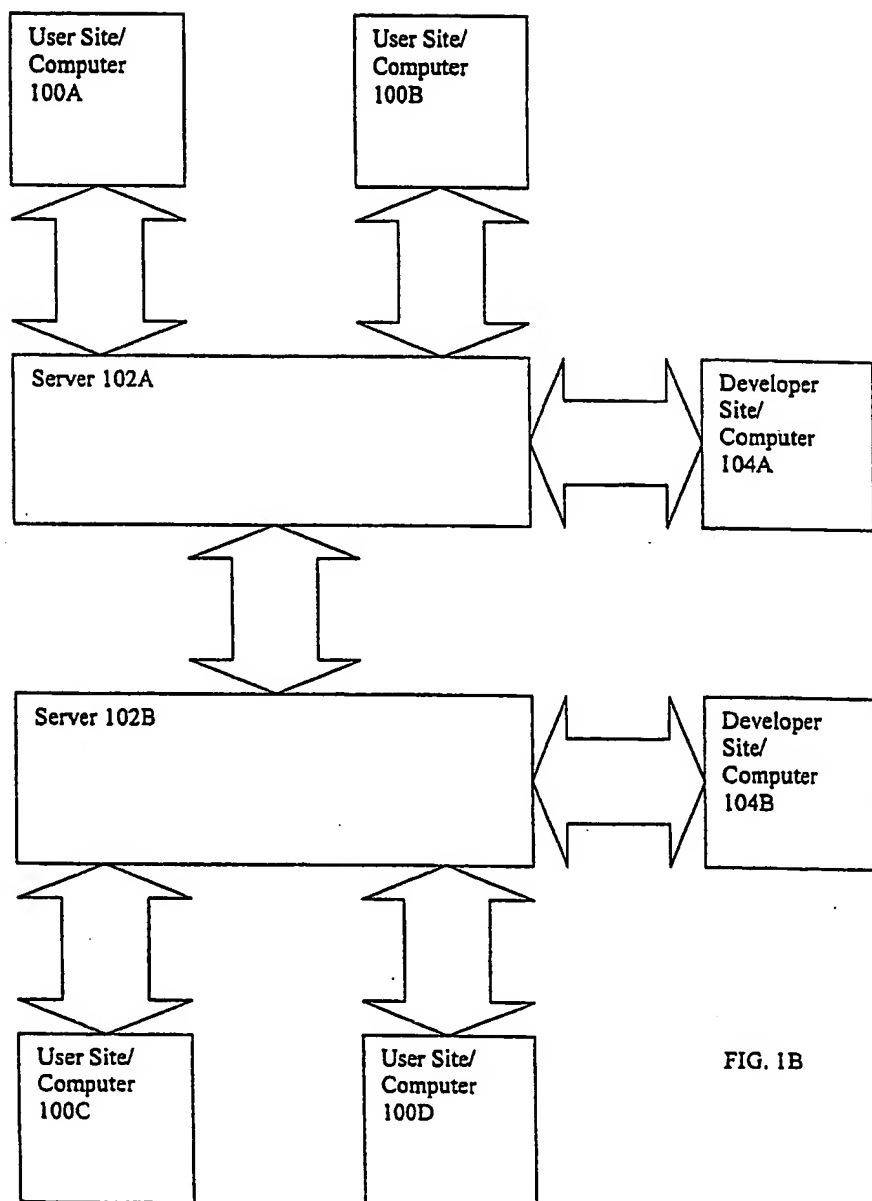 User Site/
Computer
100A
User Site/
Computer
100B
Server 102A
Developer
Site/
Computer
104A
Server 102B
Developer
Site/
Computer
104B
User Site/
Computer
100C
User Site/
Computer
100D
FIG. 1B